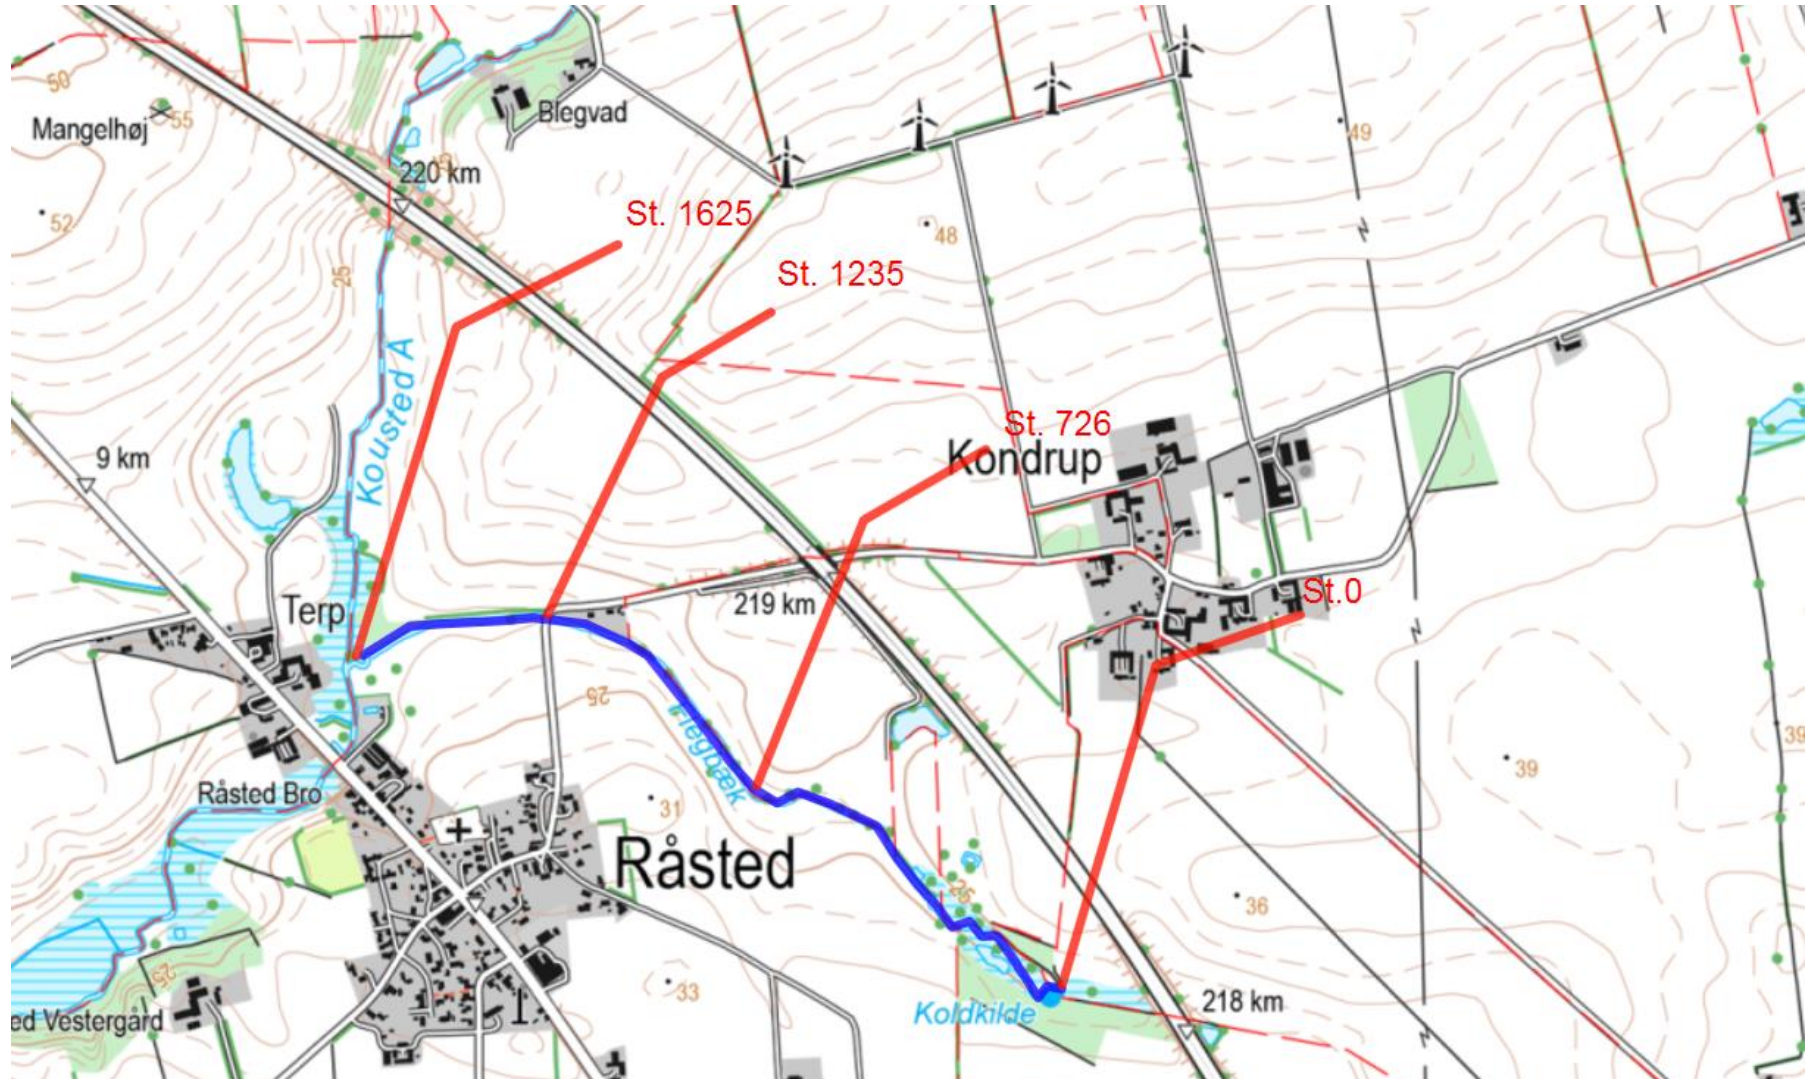 50
Mangelhøj
55
Blegvad
220 km
49
St. 1625
52
48
25
St. 1235
Kousted A
St. 726
Kondrup
9 km
St.0
Terp
219 km
25
39
39
Råsted Bro
31
Råsted
25
36
25
33
218 km
Koldkilde
ed Vestergård